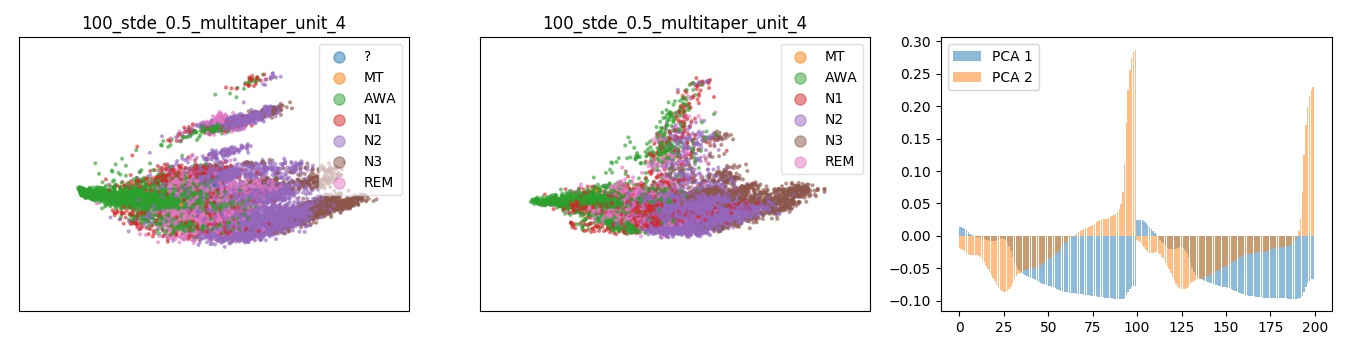 100_stde_0.5_multitaper_unit_4
?
MT
AWA
N1
N2
N3
REM
100_stde_0.5_multitaper_unit_4
MT
AWA
N1
N2
N3
REM
PCA 1
PCA 2
0.30
0.25
0.20
0.15
0.10
0.05
0.00
−0.05
−0.10
0 25 50 75 100 125 150 175 200